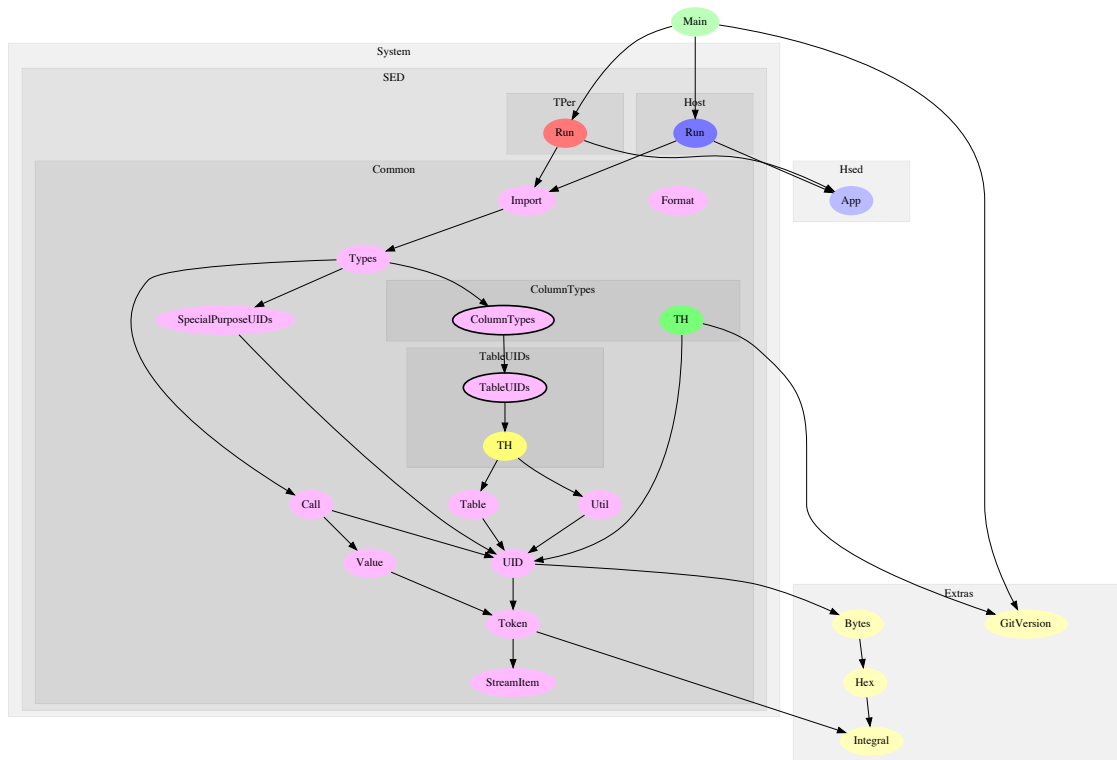 Main
System
SED
TPer
Host
Run
Run
Common
Hsed
Import
Format
App
Types
ColumnTypes
SpecialPurposeUIDs
ColumnTypes
TH
TableUIDs
TableUIDs
TH
Call
Table
Util
Value
UID
Extras
Token
Bytes
GitVersion
StreamItem
Hex
Integral